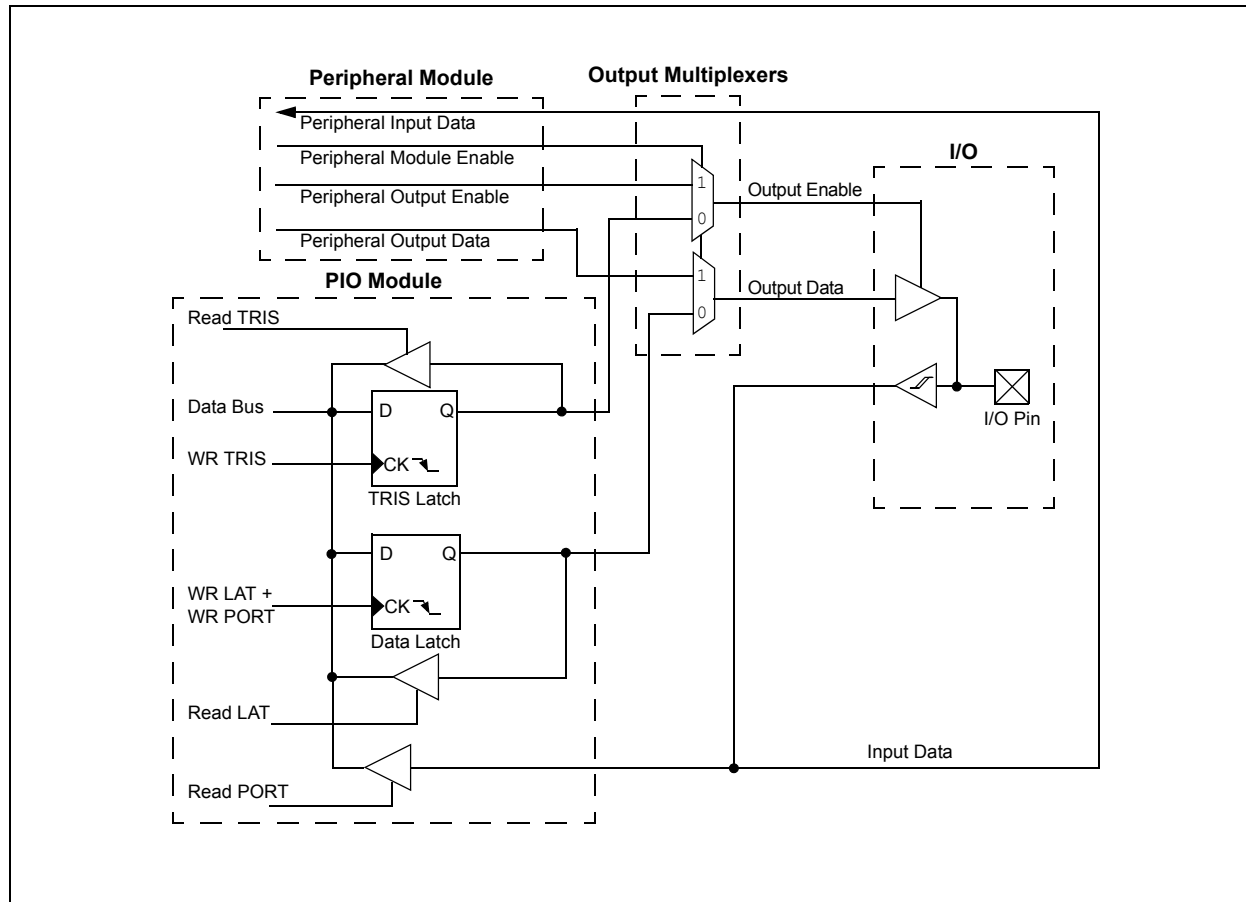 Peripheral Module
Output Multiplexers
Peripheral Input Data
Peripheral Module Enable
Peripheral Output Enable
Peripheral Output Data
1
0
1
0
Output Enable
Output Data
I/O
I/O Pin
PIO Module
Read TRIS
Data Bus
D
Q
WR TRIS
CK
TRIS Latch
D
Q
WR LAT +
WR PORT
CK
Data Latch
Read LAT
Read PORT
Input Data